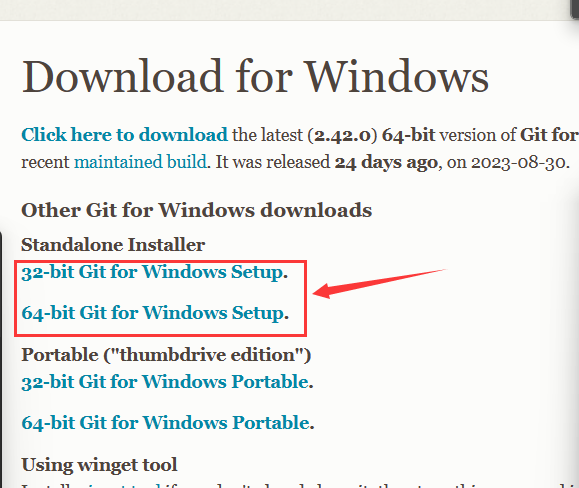 Download for Windows
Click here to download the latest (2.42.0) 64-bit version of Git for
recent maintained build. It was released 24 days ago, on 2023-08-30.
Other Git for Windows downloads
Standalone Installer
32-bit Git for Windows Setup.
64-bit Git for Windows Setup.
Portable ("thumbdrive edition")
32-bit Git for Windows Portable.
64-bit Git for Windows Portable.
Using winget tool